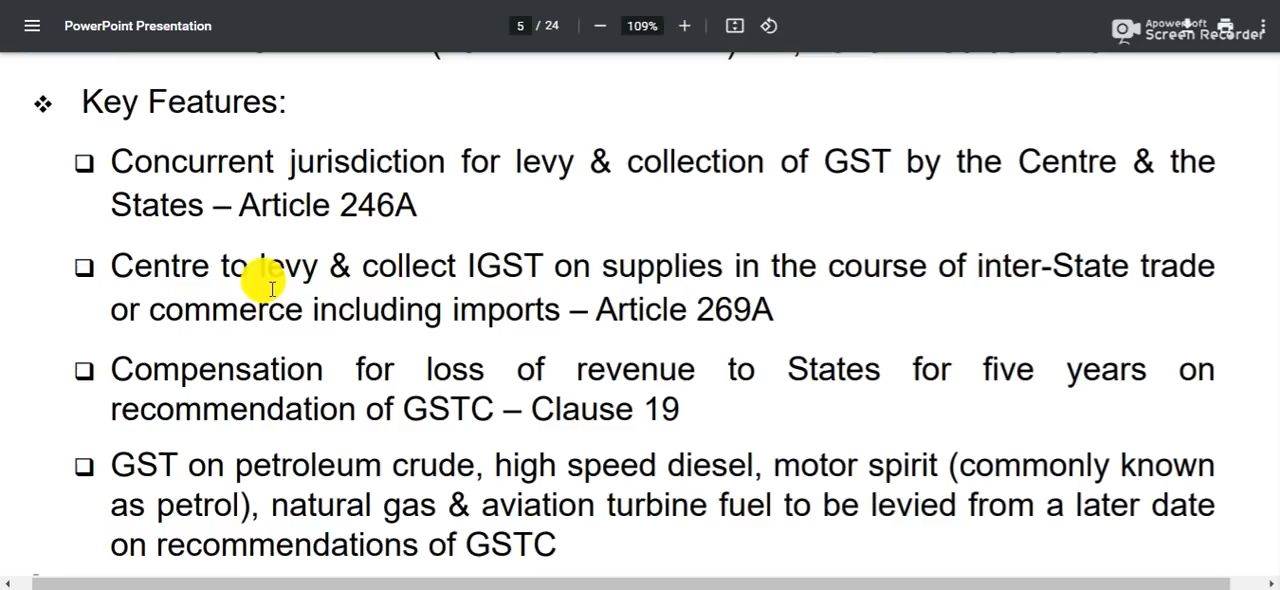 PowerPoint Presentation
5 / 24
109%
Apowersoft
Screen Recorder
❖ Key Features:
❑ Concurrent jurisdiction for levy & collection of GST by the Centre & the
States – Article 246A
❑ Centre to levy & collect IGST on supplies in the course of inter-State trade
or commerce including imports – Article 269A
❑ Compensation for loss of revenue to States for five years on
recommendation of GSTC – Clause 19
❑ GST on petroleum crude, high speed diesel, motor spirit (commonly known
as petrol), natural gas & aviation turbine fuel to be levied from a later date
on recommendations of GSTC